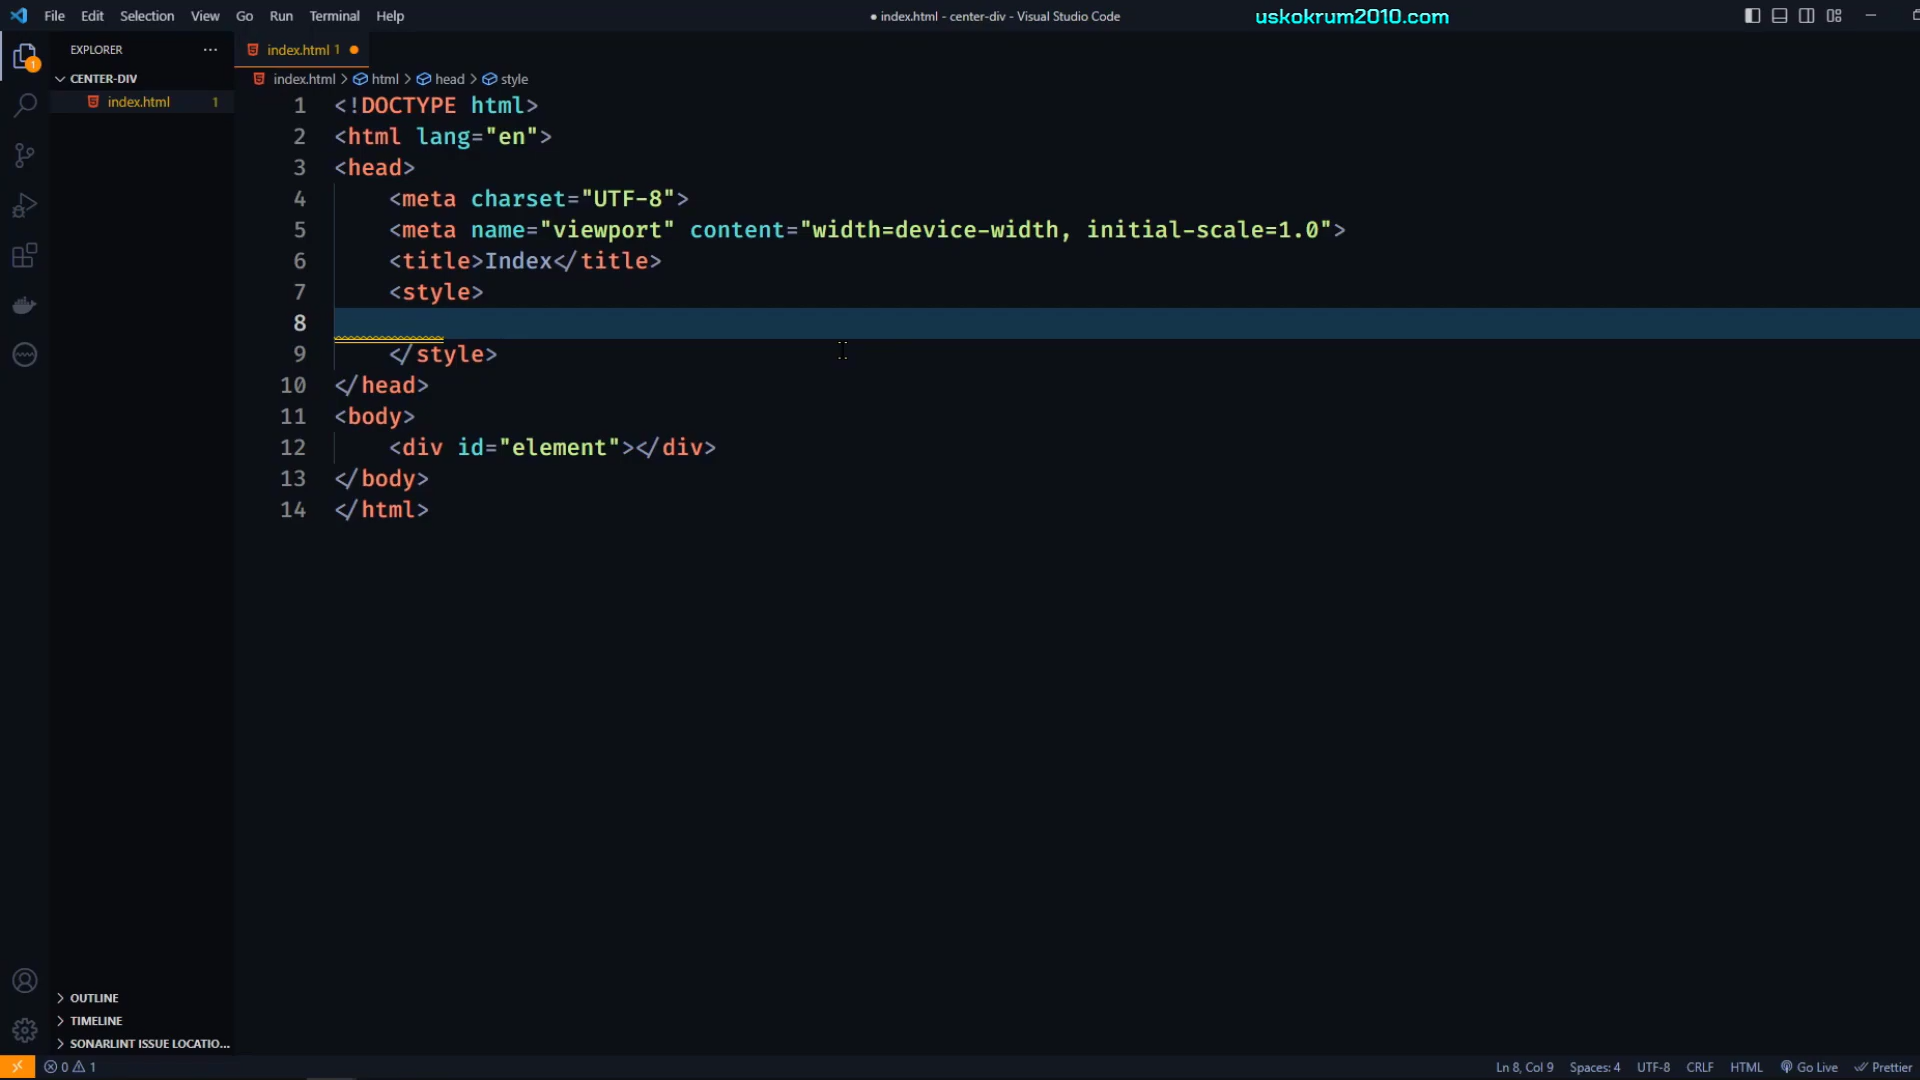 File Edit Selection View Go Run Terminal Help
● index.html - center-div - Visual Studio Code
uskokrum2010.com
EXPLORER ...
index.html 1 ●
CENTER-DIV
index.html 1
index.html > html > head > style
1 <!DOCTYPE html>
2 <html lang="en">
3 <head>
4 <meta charset="UTF-8">
5 <meta name="viewport" content="width=device-width, initial-scale=1.0">
6 <title>Index</title>
7 <style>
8
9 </style>
10 </head>
11 <body>
12 <div id="element"></div>
13 </body>
14 </html>
1
OUTLINE
TIMELINE
SONARLINT ISSUE LOCATIO...
0 1
Ln 8, Col 9 Spaces: 4 UTF-8 CRLF HTML Go Live Prettier